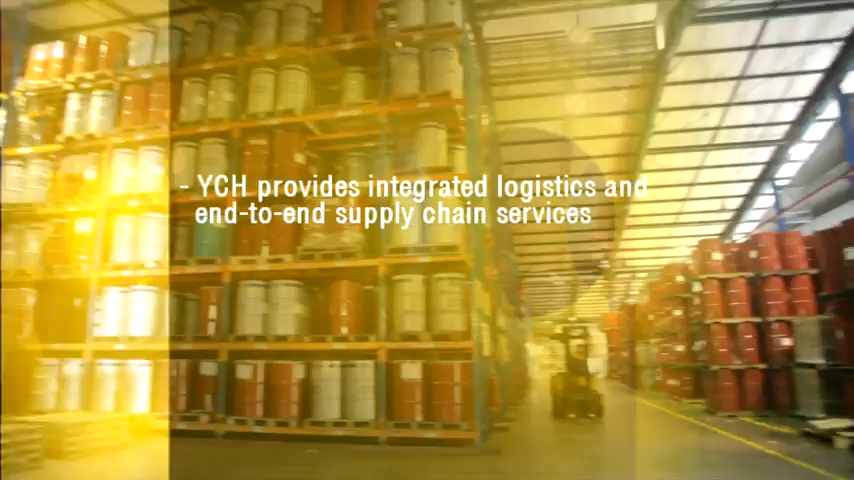 - YCH provides integrated logistics and
end-to-end supply chain services